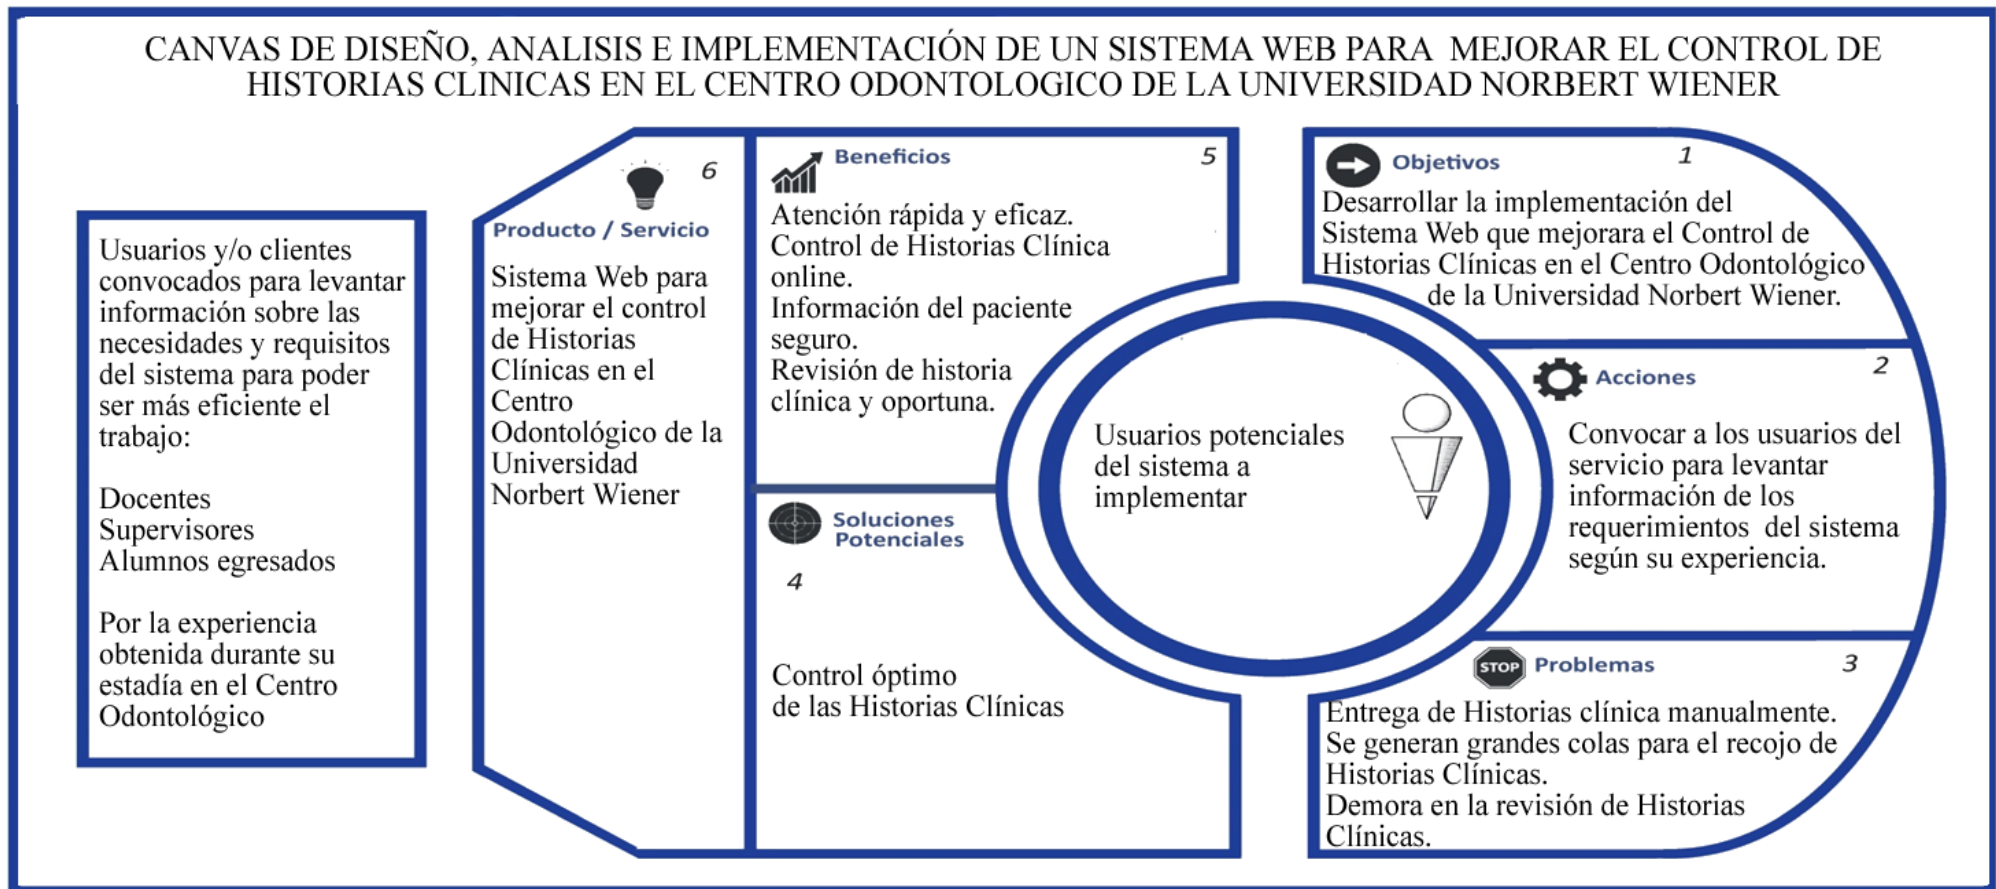 CANVAS DE DISEÑO, ANALISIS E IMPLEMENTACIÓN DE UN SISTEMA WEB PARA MEJORAR EL CONTROL DE
HISTORIAS CLINICAS EN EL CENTRO ODONTOLOGICO DE LA UNIVERSIDAD NORBERT WIENER
Usuarios y/o clientes
convocados para levantar
información sobre las
necesidades y requisitos
del sistema para poder
ser más eficiente el
trabajo:
Docentes
Supervisores
Alumnos egresados
Por la experiencia
obtenida durante su
estadía en el Centro
Odontológico
6
Producto / Servicio
Sistema Web para
mejorar el control
de Historias
Clínicas en el
Centro
Odontológico de la
Universidad
Norbert Wiener
Beneficios
5
Atención rápida y eficaz.
Control de Historias Clínica
online.
Información del paciente
seguro.
Revisión de historia
clínica y oportuna.
Soluciones
Potenciales
4
Control óptimo
de las Historias Clínicas
Usuarios potenciales
del sistema a
implementar
Objetivos
1
Desarrollar la implementación del
Sistema Web que mejorara el Control de
Historias Clínicas en el Centro Odontológico
de la Universidad Norbert Wiener.
Acciones
2
Convocar a los usuarios del
servicio para levantar
información de los
requerimientos del sistema
según su experiencia.
STOP
Problemas
3
Entrega de Historias clínica manualmente.
Se generan grandes colas para el recojo de
Historias Clínicas.
Demora en la revisión de Historias
Clínicas.